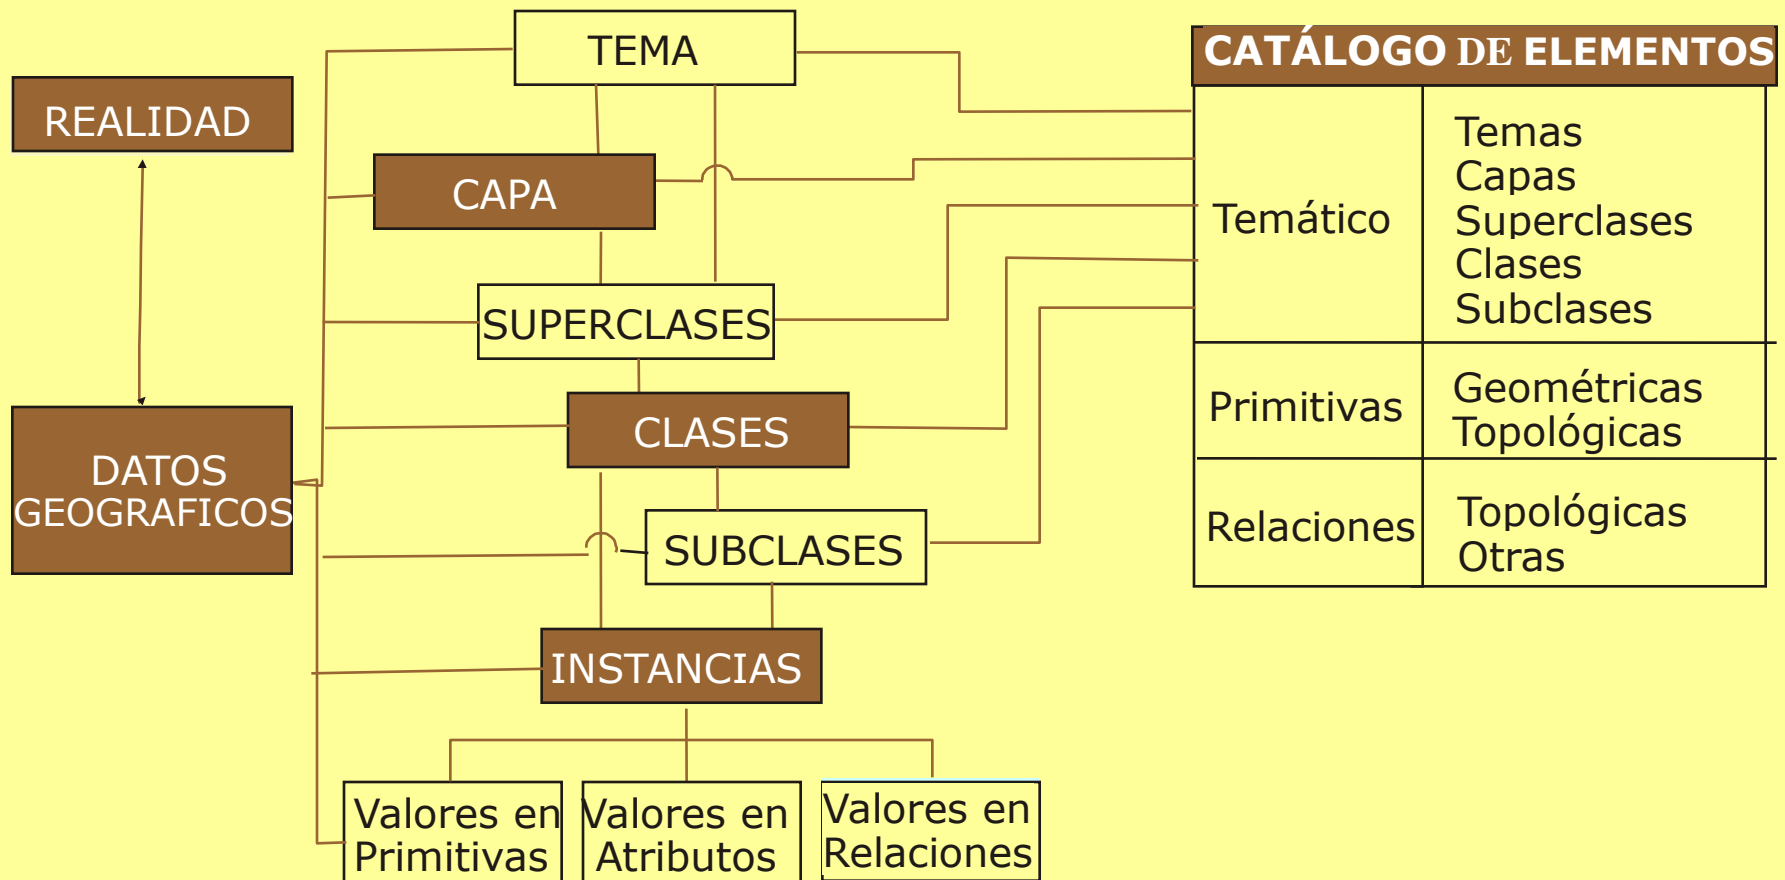 TEMA
REALIDAD
CAPA
SUPERCLASES
CLASES
DATOS
GEOGRAFICOS
SUBCLASES
INSTANCIAS
Valores en
Primitivas
Valores en
Atributos
Valores en
Relaciones
CATÁLOGO DE ELEMENTOS
Temático
Temas
Capas
Superclases
Clases
Subclases
Primitivas
Geométricas
Topológicas
Relaciones
Topológicas
Otras